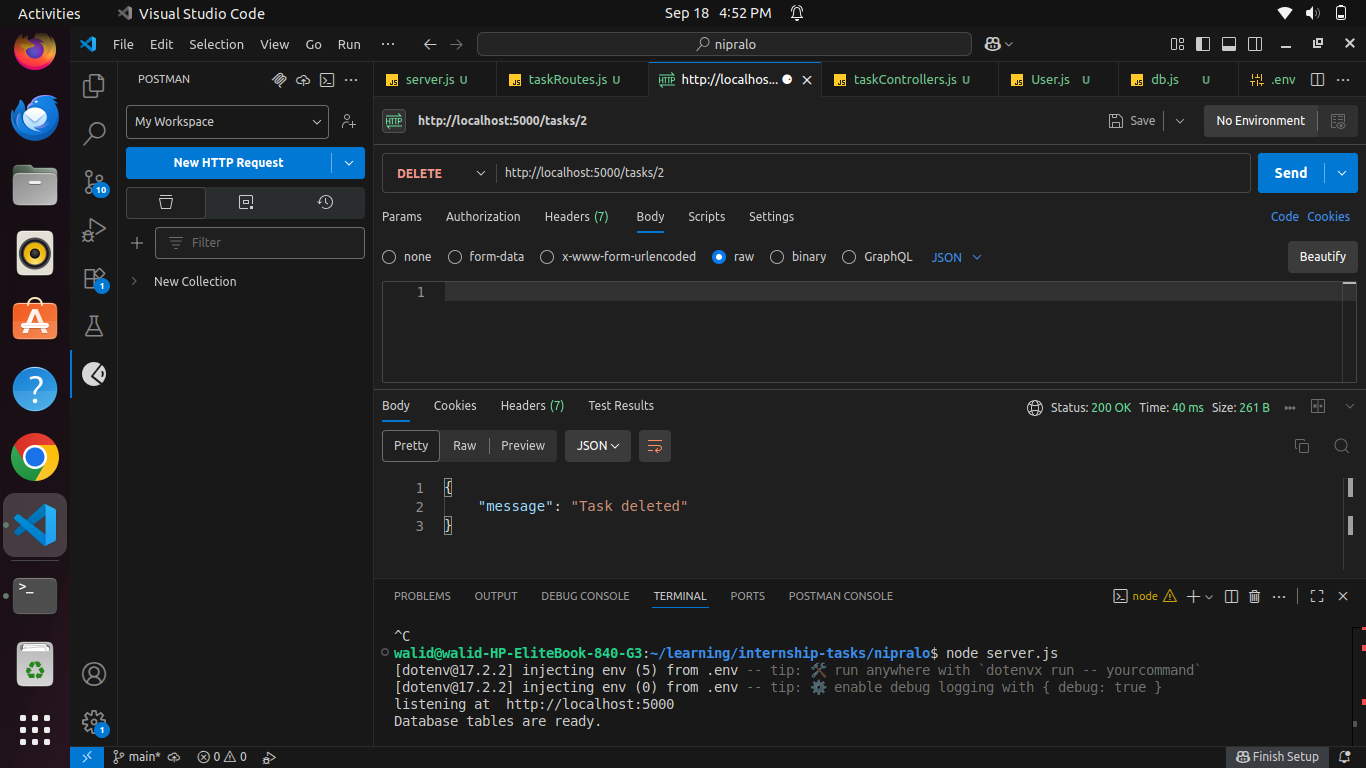 Activities Visual Studio Code Sep 18 4:52 PM
File Edit Selection View Go Run ··· nipralo
POSTMAN
server.js U taskRoutes.js U http://localhos... taskControllers.js U User.js U db.js U .env
My Workspace
HTTP http://localhost:5000/tasks/2 Save No Environment
New HTTP Request
DELETE http://localhost:5000/tasks/2 Send
Params Authorization Headers (7) Body Scripts Settings Code Cookies
10
Filter
none form-data x-www-form-urlencoded raw binary GraphQL JSON Beautify
New Collection
1
1
Body Cookies Headers (7) Test Results Status: 200 OK Time: 40 ms Size: 261 B
Pretty Raw Preview JSON
1 {
2 "message": "Task deleted"
3 }
PROBLEMS OUTPUT DEBUG CONSOLE TERMINAL PORTS POSTMAN CONSOLE node
^C
walid@walid-HP-EliteBook-840-G3:~/learning/internship-tasks/nipralo$ node server.js
[dotenv@17.2.2] injecting env (5) from .env -- tip: 🛠️ run anywhere with `dotenvx run -- yourcommand`
[dotenv@17.2.2] injecting env (0) from .env -- tip: ⚙️ enable debug logging with { debug: true }
listening at  http://localhost:5000
Database tables are ready.
1
main* 0 0 Finish Setup